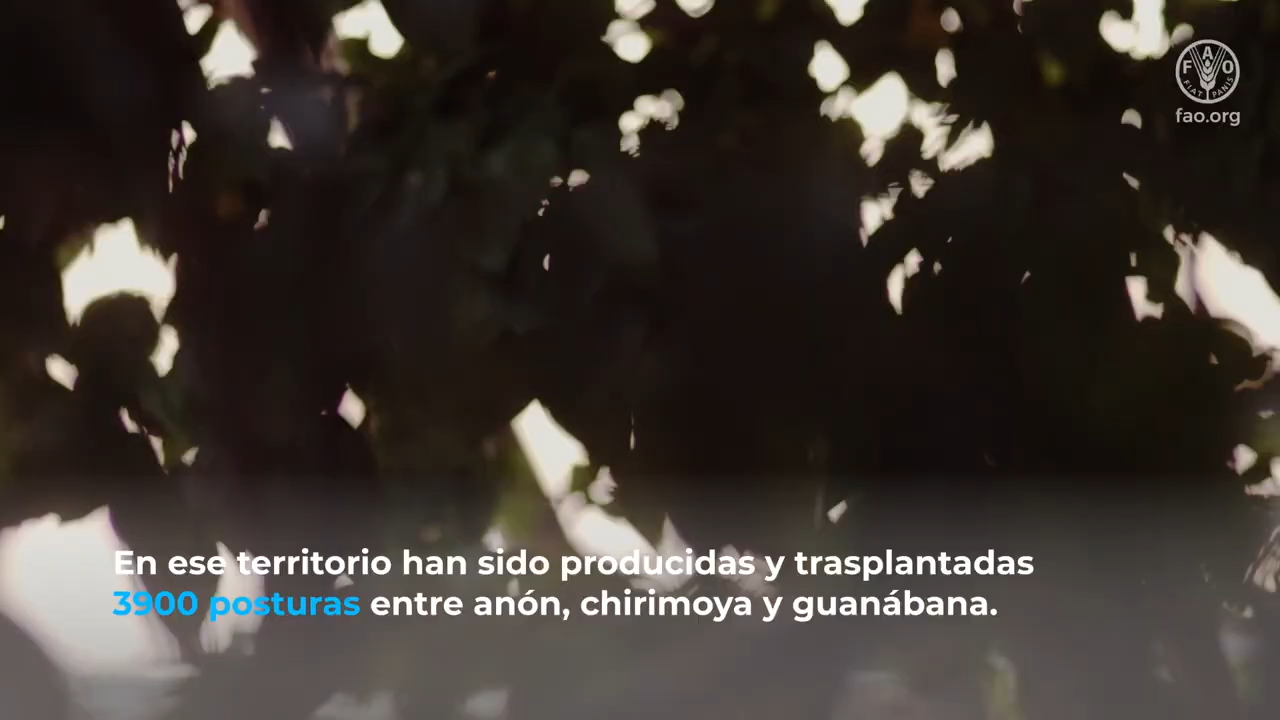 FAO
FIAT PANIS
fao.org
En ese territorio han sido producidas y trasplantadas
3900 posturas entre anón, chirimoya y guanábana.